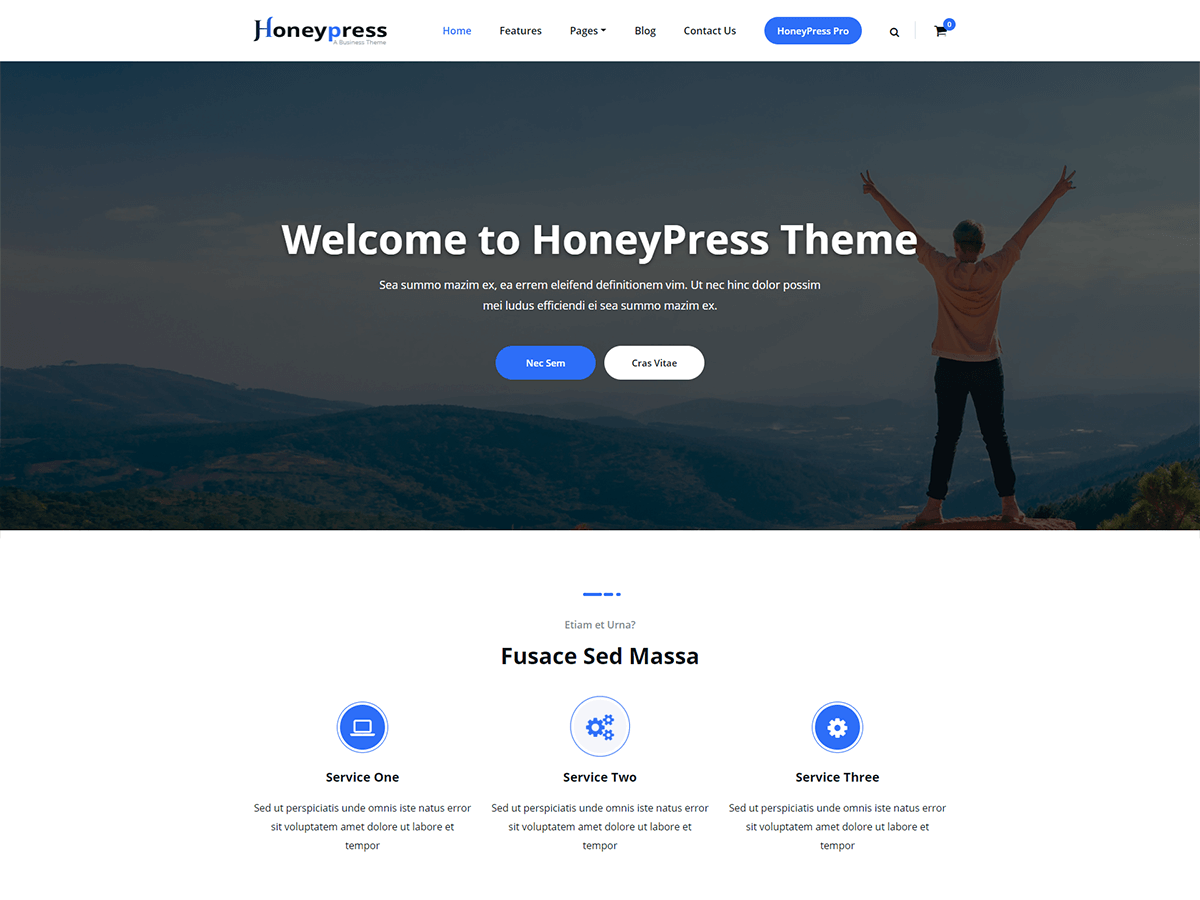 Honeypress
A Business Theme
Home Features Pages Blog Contact Us HoneyPress Pro 0
Welcome to HoneyPress Theme
Sea summo mazim ex, ea errem eleifend definitionem vim. Ut nec hinc dolor possim
mei ludus efficiendi ei sea summo mazim ex.
Nec Sem Cras Vitae
Etiam et Urna?
Fusace Sed Massa
Service One
Sed ut perspiciatis unde omnis iste natus error
sit voluptatem amet dolore ut labore et
tempor
Service Two
Sed ut perspiciatis unde omnis iste natus error
sit voluptatem amet dolore ut labore et
tempor
Service Three
Sed ut perspiciatis unde omnis iste natus error
sit voluptatem amet dolore ut labore et
tempor